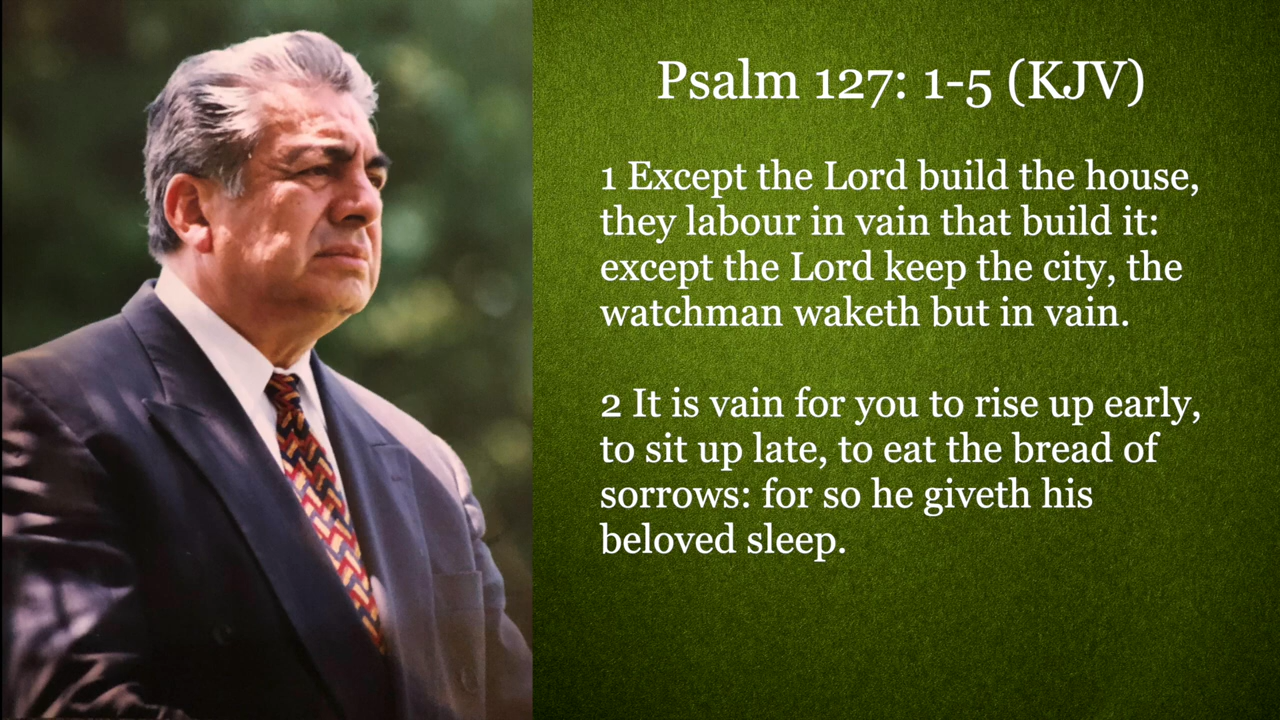 Psalm 127: 1-5 (KJV)
1 Except the Lord build the house,
they labour in vain that build it:
except the Lord keep the city, the
watchman waketh but in vain.
2 It is vain for you to rise up early,
to sit up late, to eat the bread of
sorrows: for so he giveth his
beloved sleep.